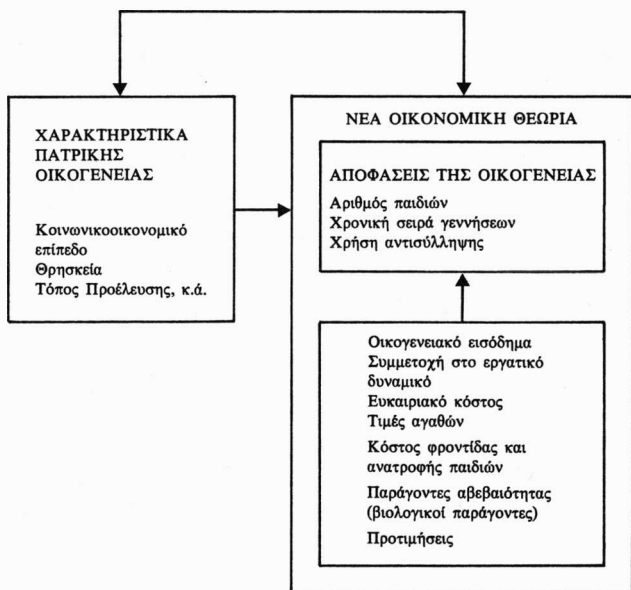 ΧΑΡΑΚΤΗΡΙΣΤΙΚΑ
ΠΑΤΡΙΚΗΣ
ΟΙΚΟΓΕΝΕΙΑΣ
Κοινωνικοοικονομικό
επίπεδο
Θρησκεία
Τόπος Προέλευσης, κ.ά.
ΝΕΑ ΟΙΚΟΝΟΜΙΚΗ ΘΕΩΡΙΑ
ΑΠΟΦΑΣΕΙΣ ΤΗΣ ΟΙΚΟΓΕΝΕΙΑΣ
Αριθμός παιδιών
Χρονική σειρά γεννήσεων
Χρήση αντισύλληψης
Οικογενειακό εισόδημα
Συμμετοχή στο εργατικό
δυναμικό
Ευκαιριακό κόστος
Τιμές αγαθών
Κόστος φροντίδας και
ανατροφής παιδιών
Παράγοντες αβεβαιότητας
(βιολογικοί παράγοντες)
Προτιμήσεις